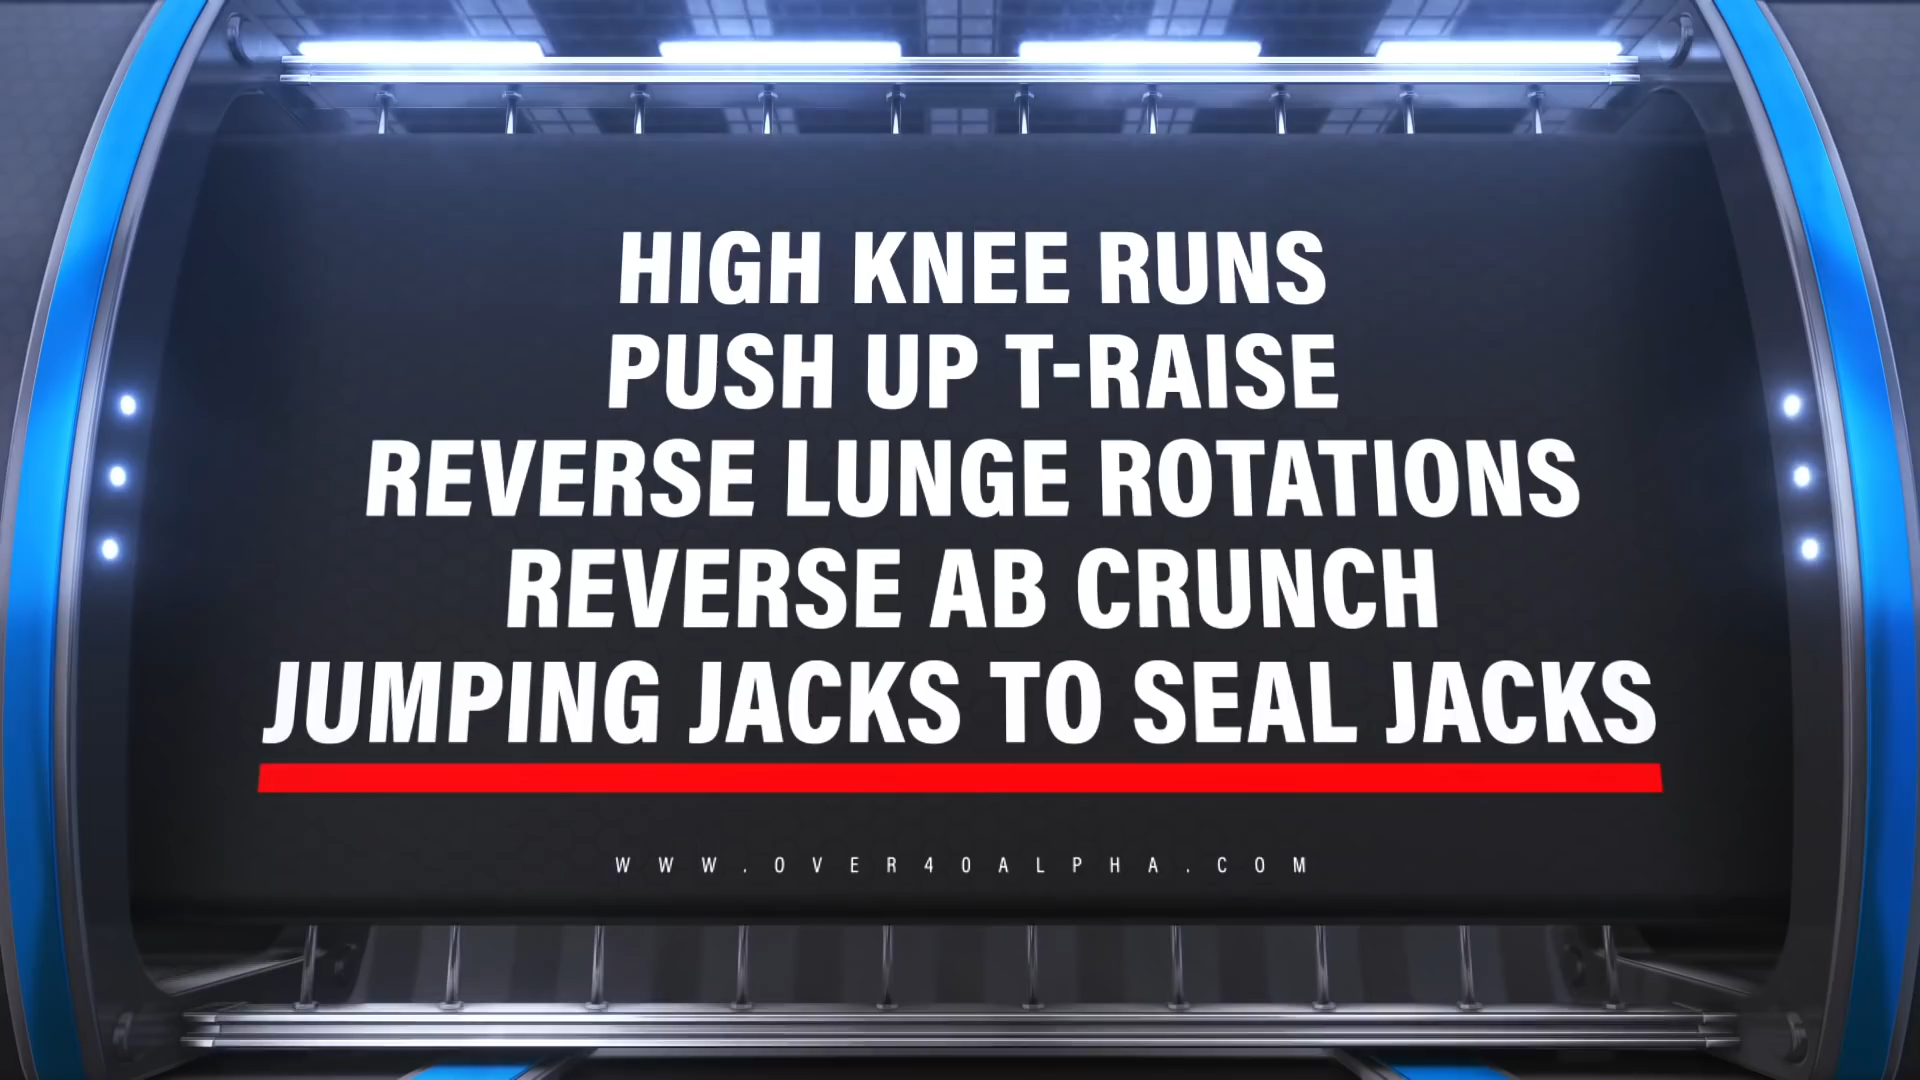 HIGH KNEE RUNS
PUSH UP T-RAISE
REVERSE LUNGE ROTATIONS
REVERSE AB CRUNCH
JUMPING JACKS TO SEAL JACKS
WWW.OVER40ALPHA.COM